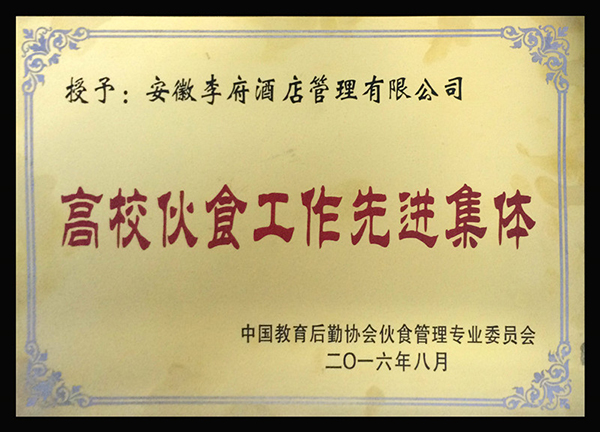 授予：安徽李府酒店管理有限公司
高校伙食工作先进集体
中国教育后勤协会伙食管理专业委员会
二〇一六年八月